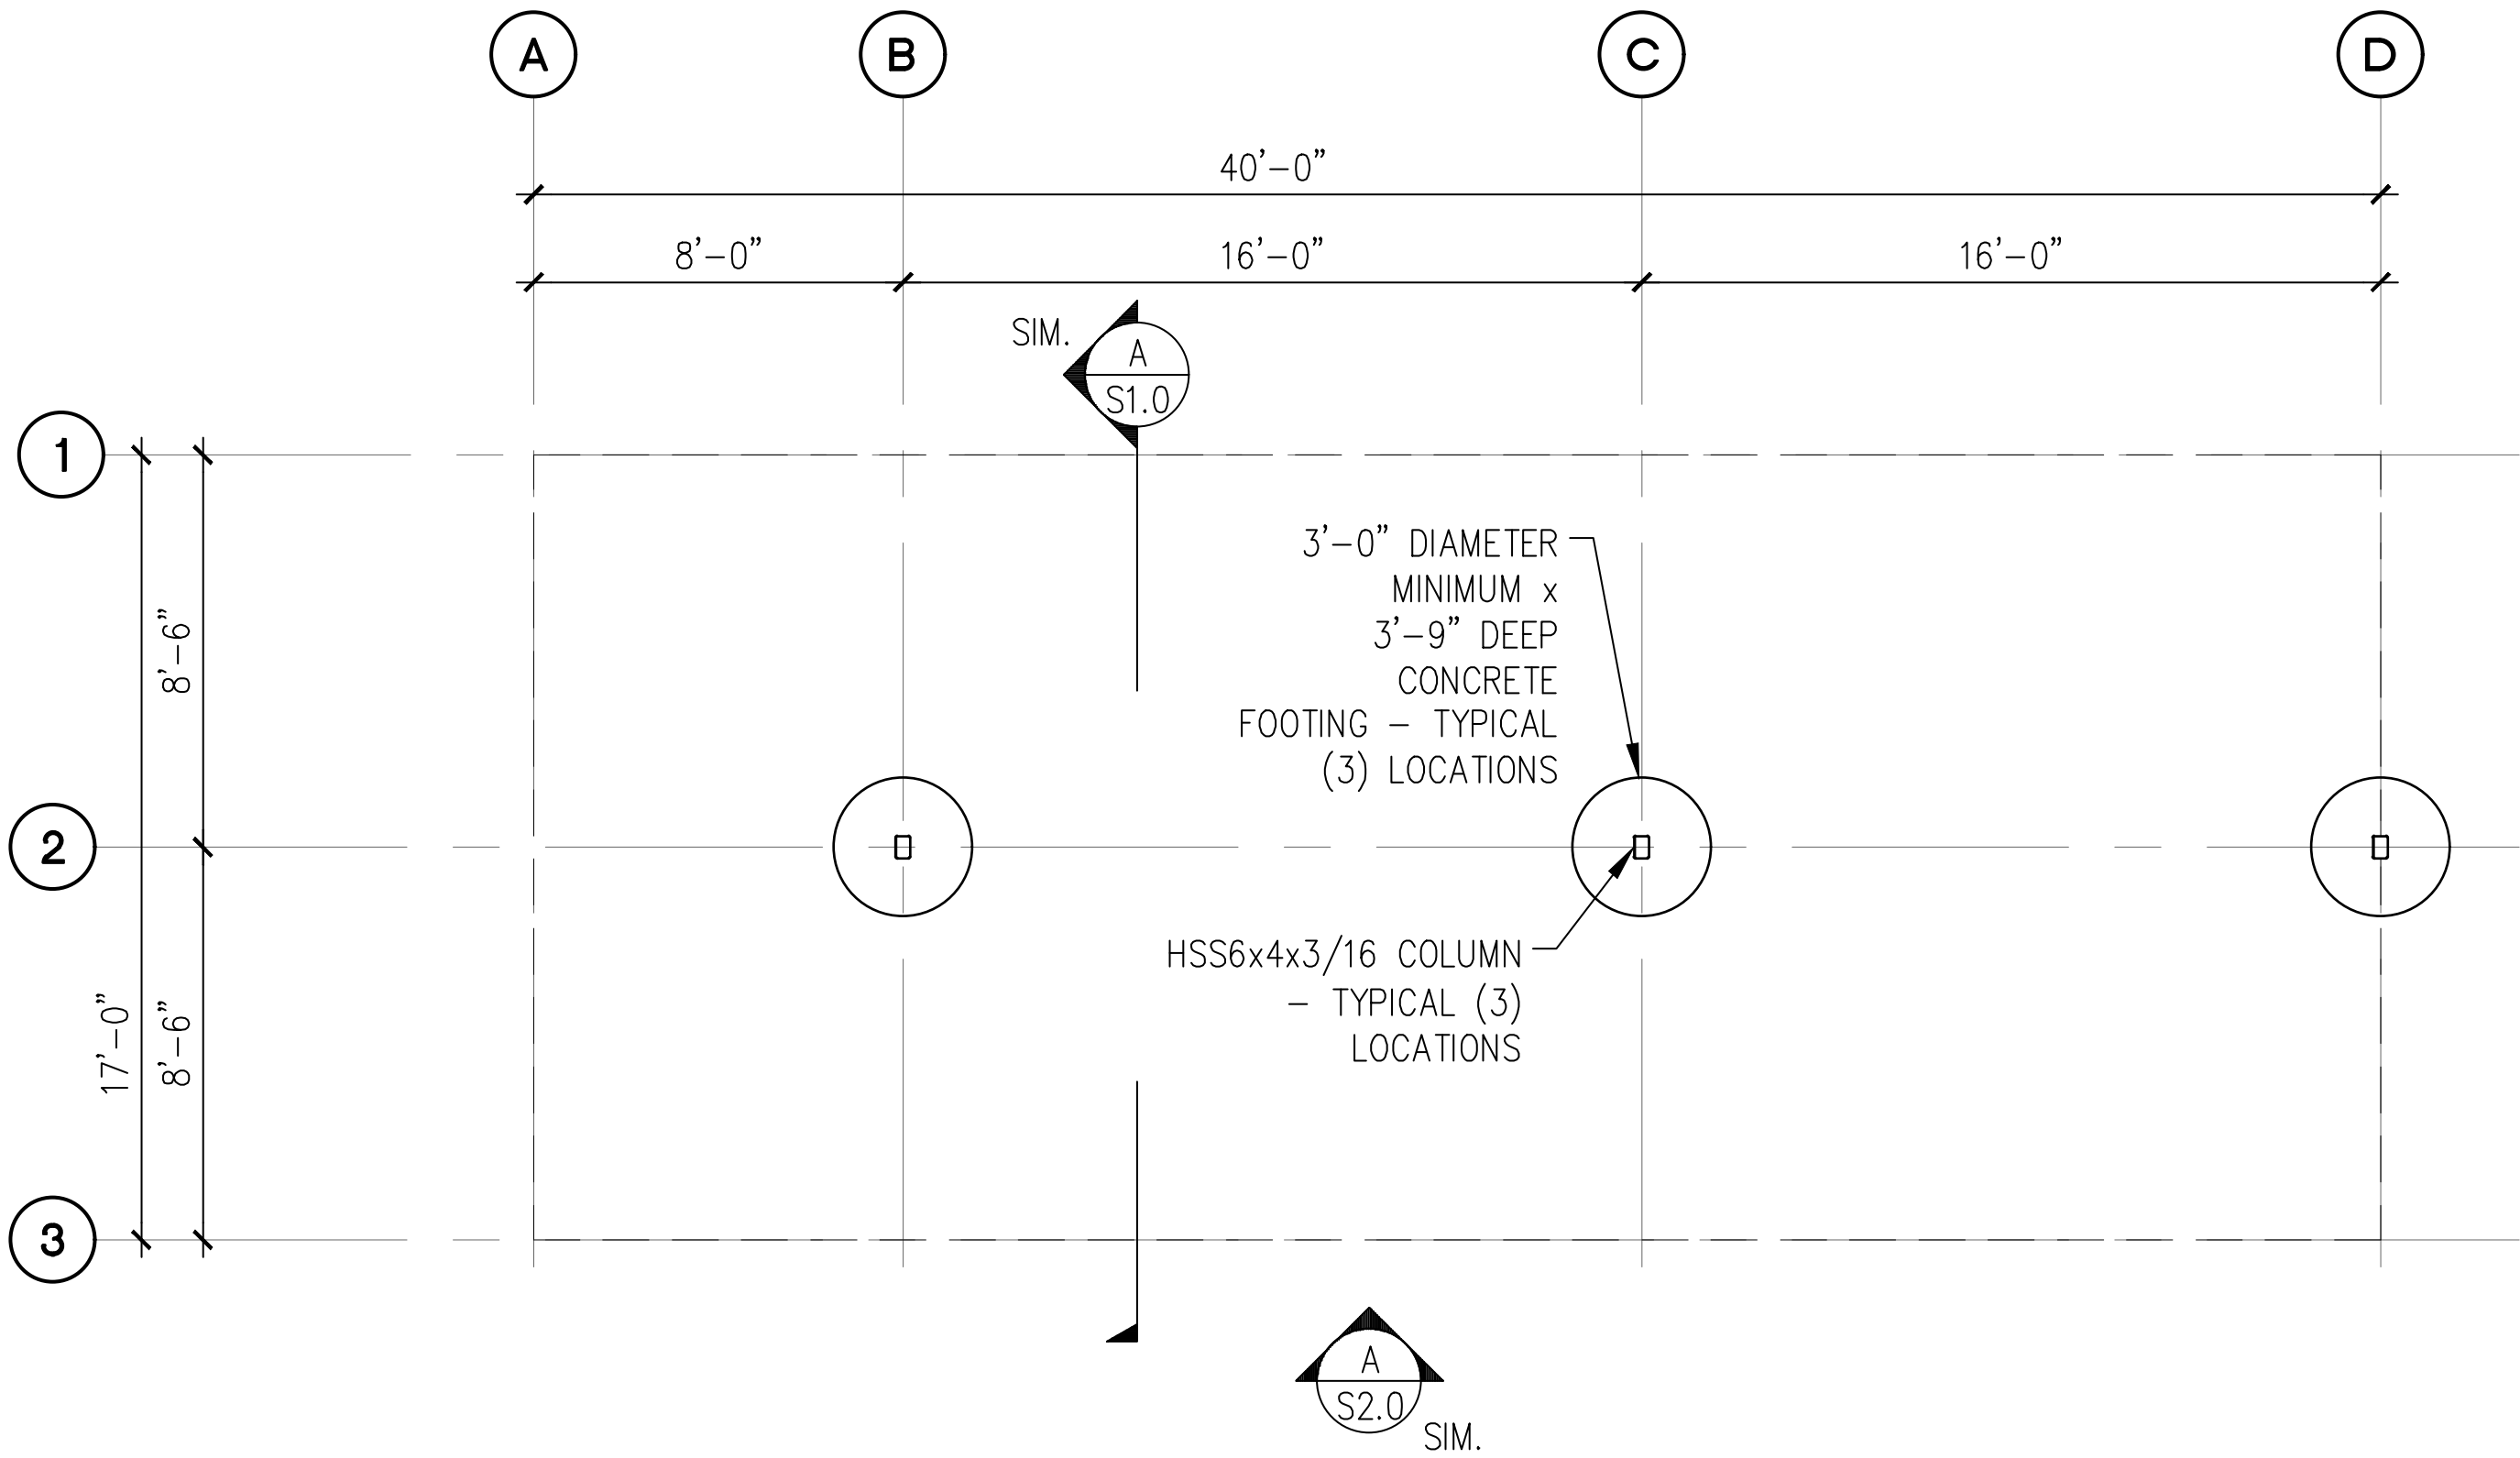 A
B
C
D
40'-0"
8'-0"
16'-0"
16'-0"
SIM.
A
S1.0
1
3'-0" DIAMETER
MINIMUM x
3'-9" DEEP
CONCRETE
FOOTING - TYPICAL
(3) LOCATIONS
8'-6"
2
HSS6x4x3/16 COLUMN
- TYPICAL (3)
LOCATIONS
17'-0"
8'-6"
3
A
S2.0
SIM.